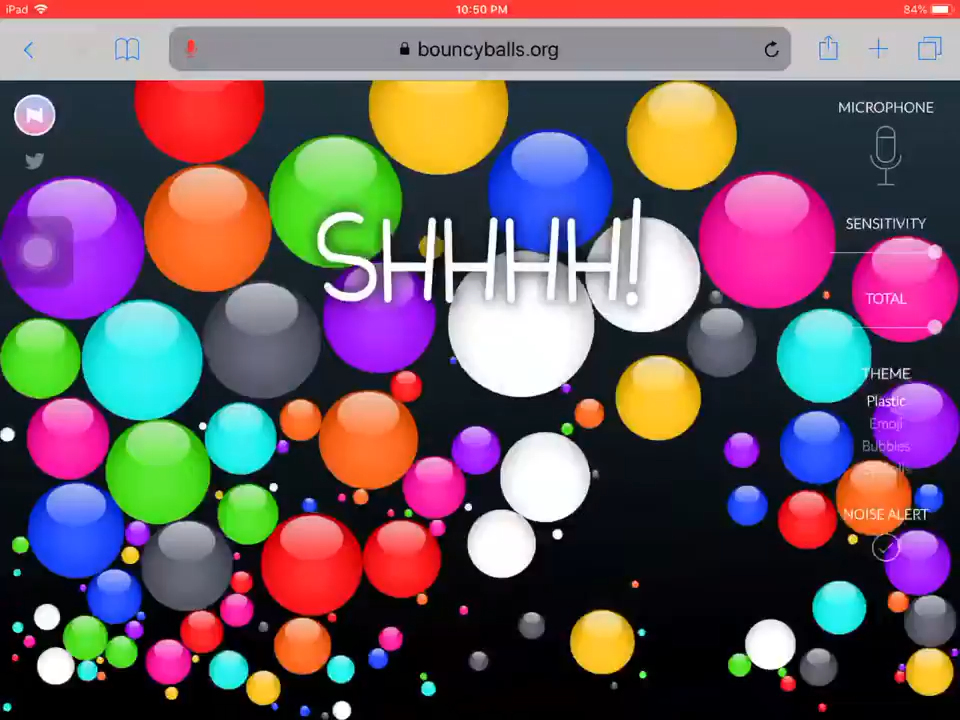 iPad 10:50 PM 84%
bouncyballs.org
MICROPHONE
SHHHH!
SENSITIVITY
TOTAL
THEME
Plastic
Emoji
Bubbles
NOISE ALERT